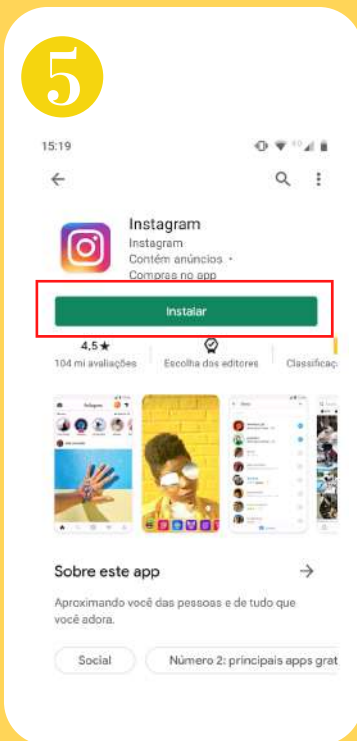 5
15:19
Instagram
Instagram
Contém anúncios •
Compras no app
Instalar
4,5★
104 mi avaliações
Escolha dos editores
Classificaç
Sobre este app
Aproximando você das pessoas e de tudo que
você adora.
Social
Número 2: principais apps grat